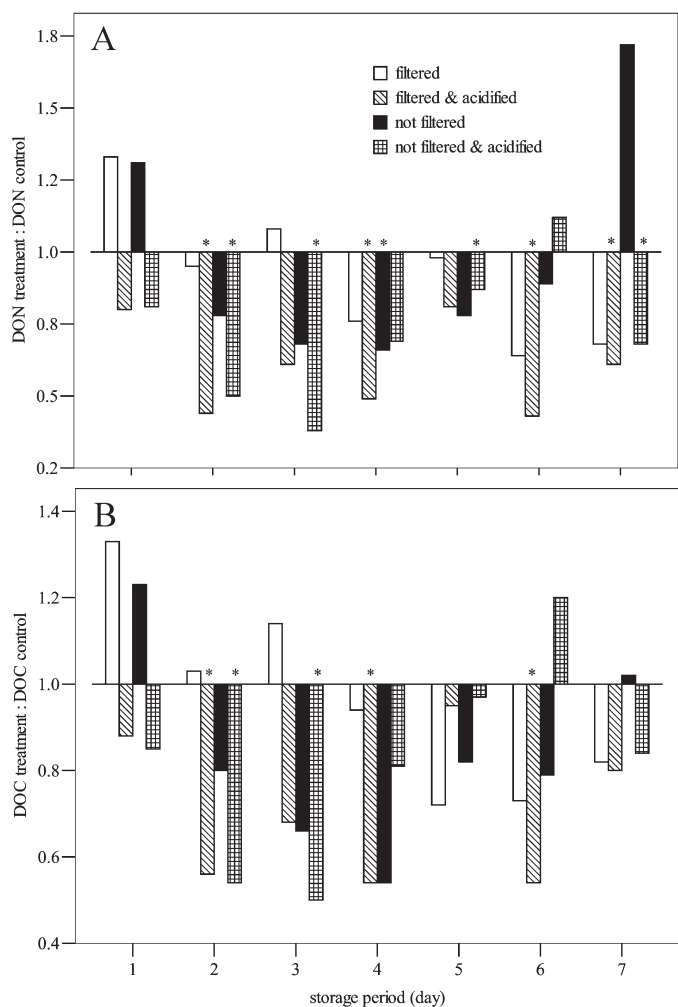 A
1.8
1.5
1.2
1.0
0.8
0.5
0.2
DON treatment : DON control
filtered
filtered & acidified
not filtered
not filtered & acidified
* * * * * * * * * *
B
1.4
1.2
1.0
0.8
0.6
0.4
DOC treatment : DOC control
* * * * *
1 2 3 4 5 6 7
storage period (day)